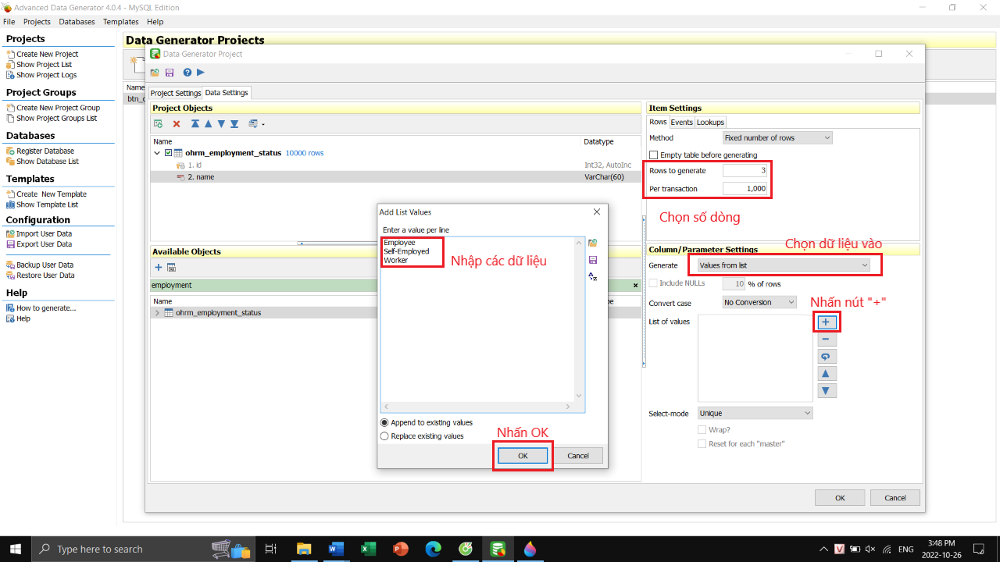 Advanced Data Generator 4.0.4 - MySQL Edition
File Projects Databases Templates Help
Projects
Create New Project
Show Project List
Show Project Logs
Project Groups
Create New Project Group
Show Project Groups List
Databases
Register Database
Show Database List
Templates
Create New Template
Show Template List
Configuration
Import User Data
Export User Data
Backup User Data
Restore User Data
Help
How to generate...
Help
Data Generator Projects
Name
Data Generator Project
Project Settings Data Settings
Project Objects
Name Datatype
ohrm_employment_status 10000 rows
1. id Int32, AutoInc
2. name VarChar(60)
Available Objects
employment
Name
ohrm_employment_status
Add List Values
Enter a value per line
Employee
Self-Employed
Worker
Nhập các dữ liệu
Append to existing values
Replace existing values
Nhấn OK
OK Cancel
Item Settings
Rows Events Lookups
Method Fixed number of rows
Empty table before generating
Rows to generate 3
Per transaction 1,000
Chọn số dòng
Chọn dữ liệu vào
Column/Parameter Settings
Generate Values from list
Include NULLs 10 % of rows
Convert case No Conversion
Nhấn nút "+"
List of values
Select-mode Unique
Wrap?
Reset for each "master"
OK Cancel
Type here to search
ENG
3:48 PM
2022-10-26